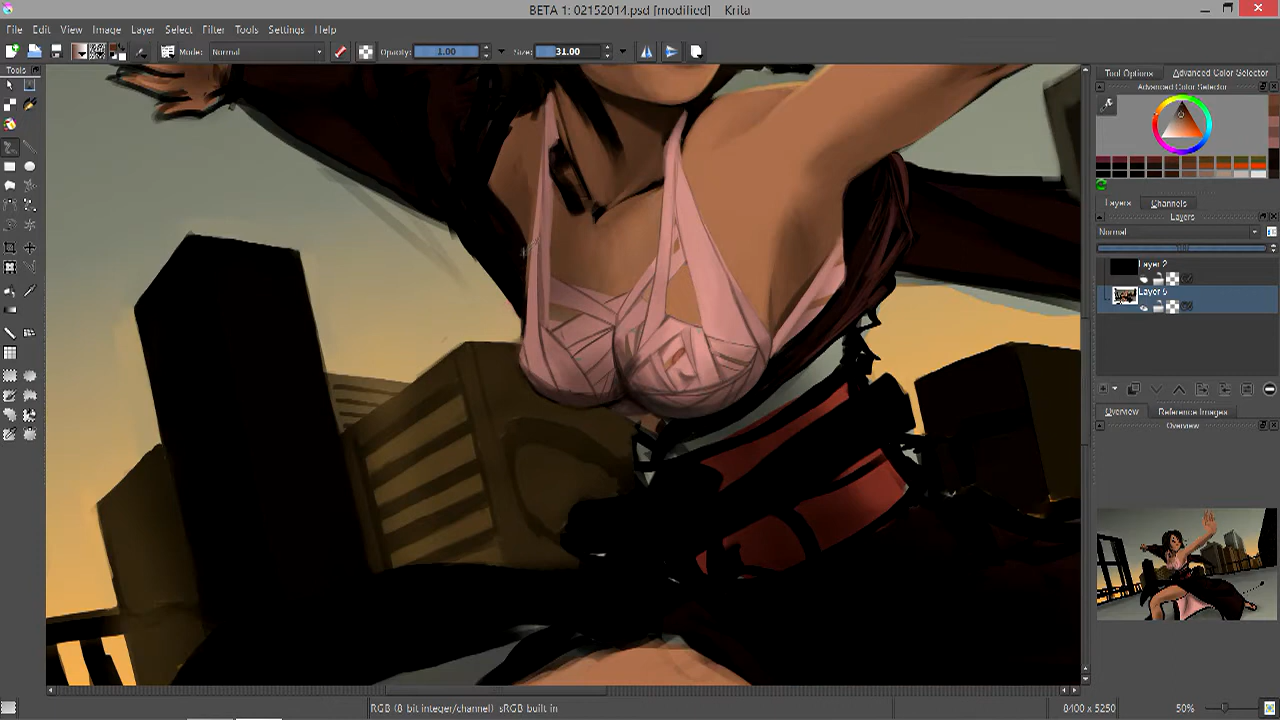 BETA 1: 02152014.psd [modified] - Krita
File Edit View Image Layer Select Filter Tools Settings Help
Mode: Normal Opacity: 1.00 Size: 31.00
Tools
Tool Options Advanced Color Selector
Advanced Color Selector
Layers Channels
Layers
Normal
Layer 2
Layer 5
Overview Reference Images
Overview
RGB (8 bit integer/channel) sRGB built in 8400 x 5250 50%